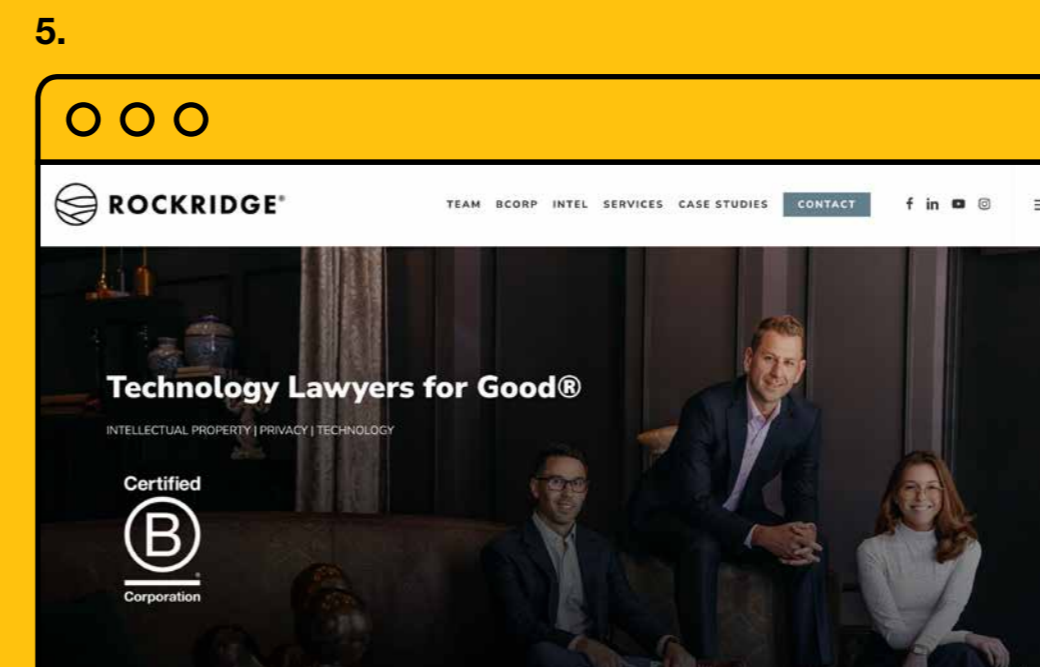 5.
ROCKRIDGE®
TEAM BCORP INTEL SERVICES CASE STUDIES CONTACT f in
Technology Lawyers for Good®
INTELLECTUAL PROPERTY | PRIVACY | TECHNOLOGY
Certified
B
®
Corporation